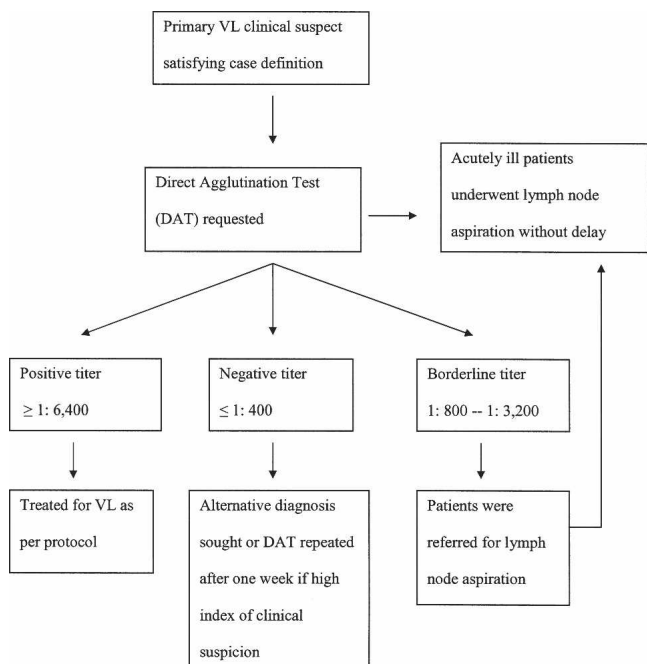 Primary VL clinical suspect
satisfying case definition
Direct Agglutination Test
(DAT) requested
Acutely ill patients
underwent lymph node
aspiration without delay
Positive titer
≥ 1: 6,400
Negative titer
≤ 1: 400
Borderline titer
1: 800 -- 1: 3,200
Treated for VL as
per protocol
Alternative diagnosis
sought or DAT repeated
after one week if high
index of clinical
suspicion
Patients were
referred for lymph
node aspiration